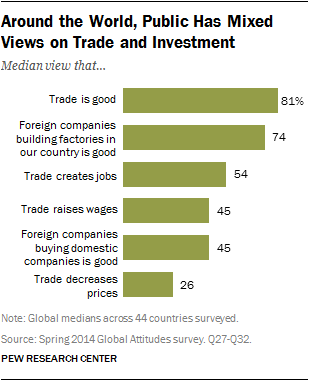 Around the World, Public Has Mixed
Views on Trade and Investment
Median view that...
Trade is good
81%
Foreign companies
building factories in
our country is good
74
Trade creates jobs
54
Trade raises wages
45
Foreign companies
buying domestic
companies is good
45
Trade decreases
prices
26
Note: Global medians across 44 countries surveyed.
Source: Spring 2014 Global Attitudes survey. Q27-Q32.
PEW RESEARCH CENTER